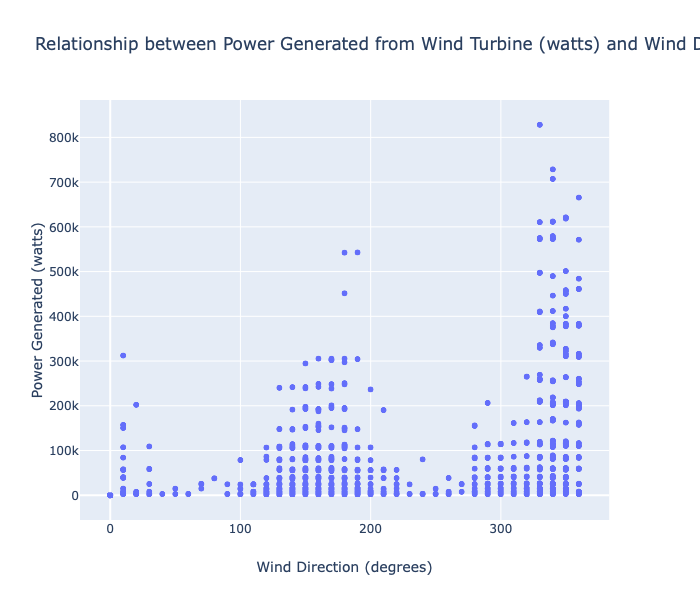 Relationship between Power Generated from Wind Turbine (watts) and Wind
800k
700k
600k
500k
400k
300k
200k
100k
0
Power Generated (watts)
0 100 200 300
Wind Direction (degrees)